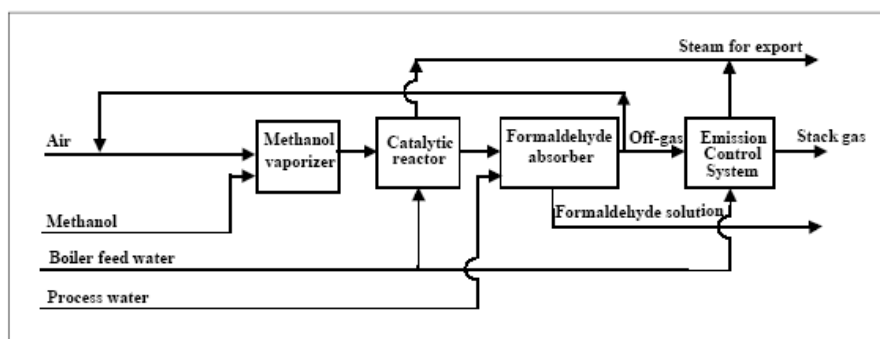 Steam for export
Air
Methanol
vaporizer
Catalytic
reactor
Formaldehyde
absorber
Off-gas
Emission
Control
System
Stack gas
Formaldehyde solution
Methanol
Boiler feed water
Process water